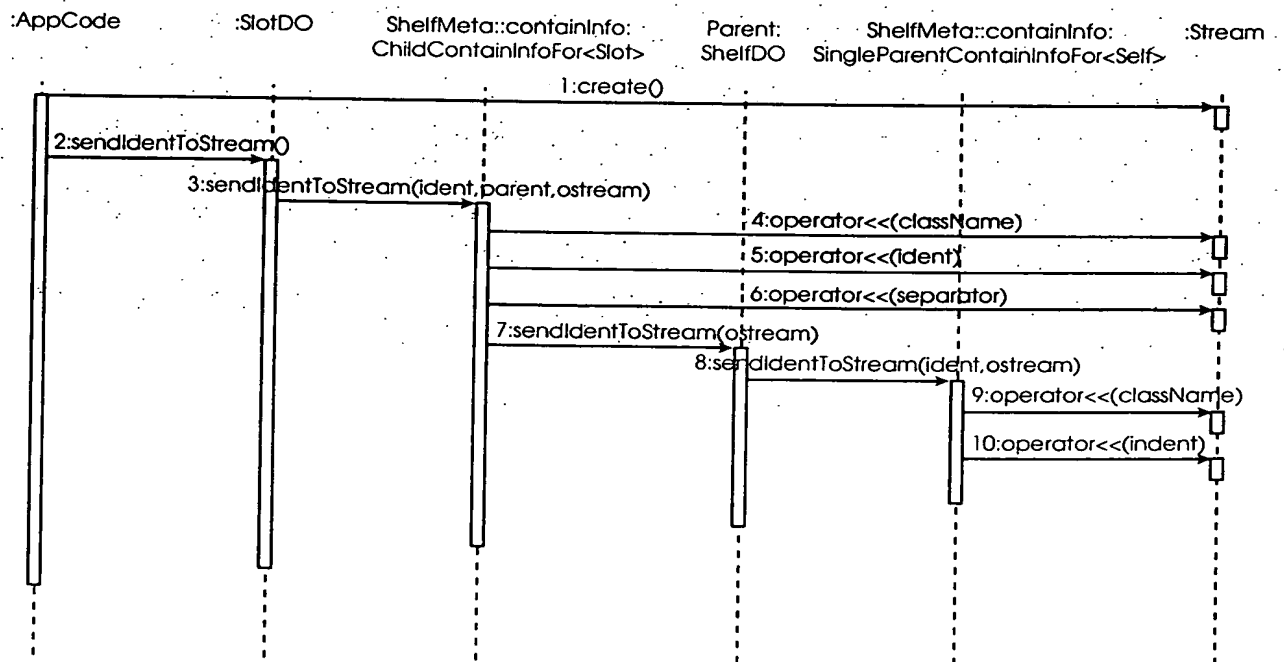 :AppCode
:SlotDO
ShelfMeta::containInfo:
ChildContainInfoFor<Slot>
Parent:
ShelfDO
ShelfMeta::containInfo:
SingleParentContainInfoFor<Self>
:Stream
1:create()
2:sendIdentToStream()
3:sendIdentToStream(ident,parent,ostream)
4:operator<<(className)
5:operator<<(ident)
6:operator<<(separator)
7:sendIdentToStream(ostream)
8:sendIdentToStream(ident,ostream)
9:operator<<(className)
10:operator<<(indent)